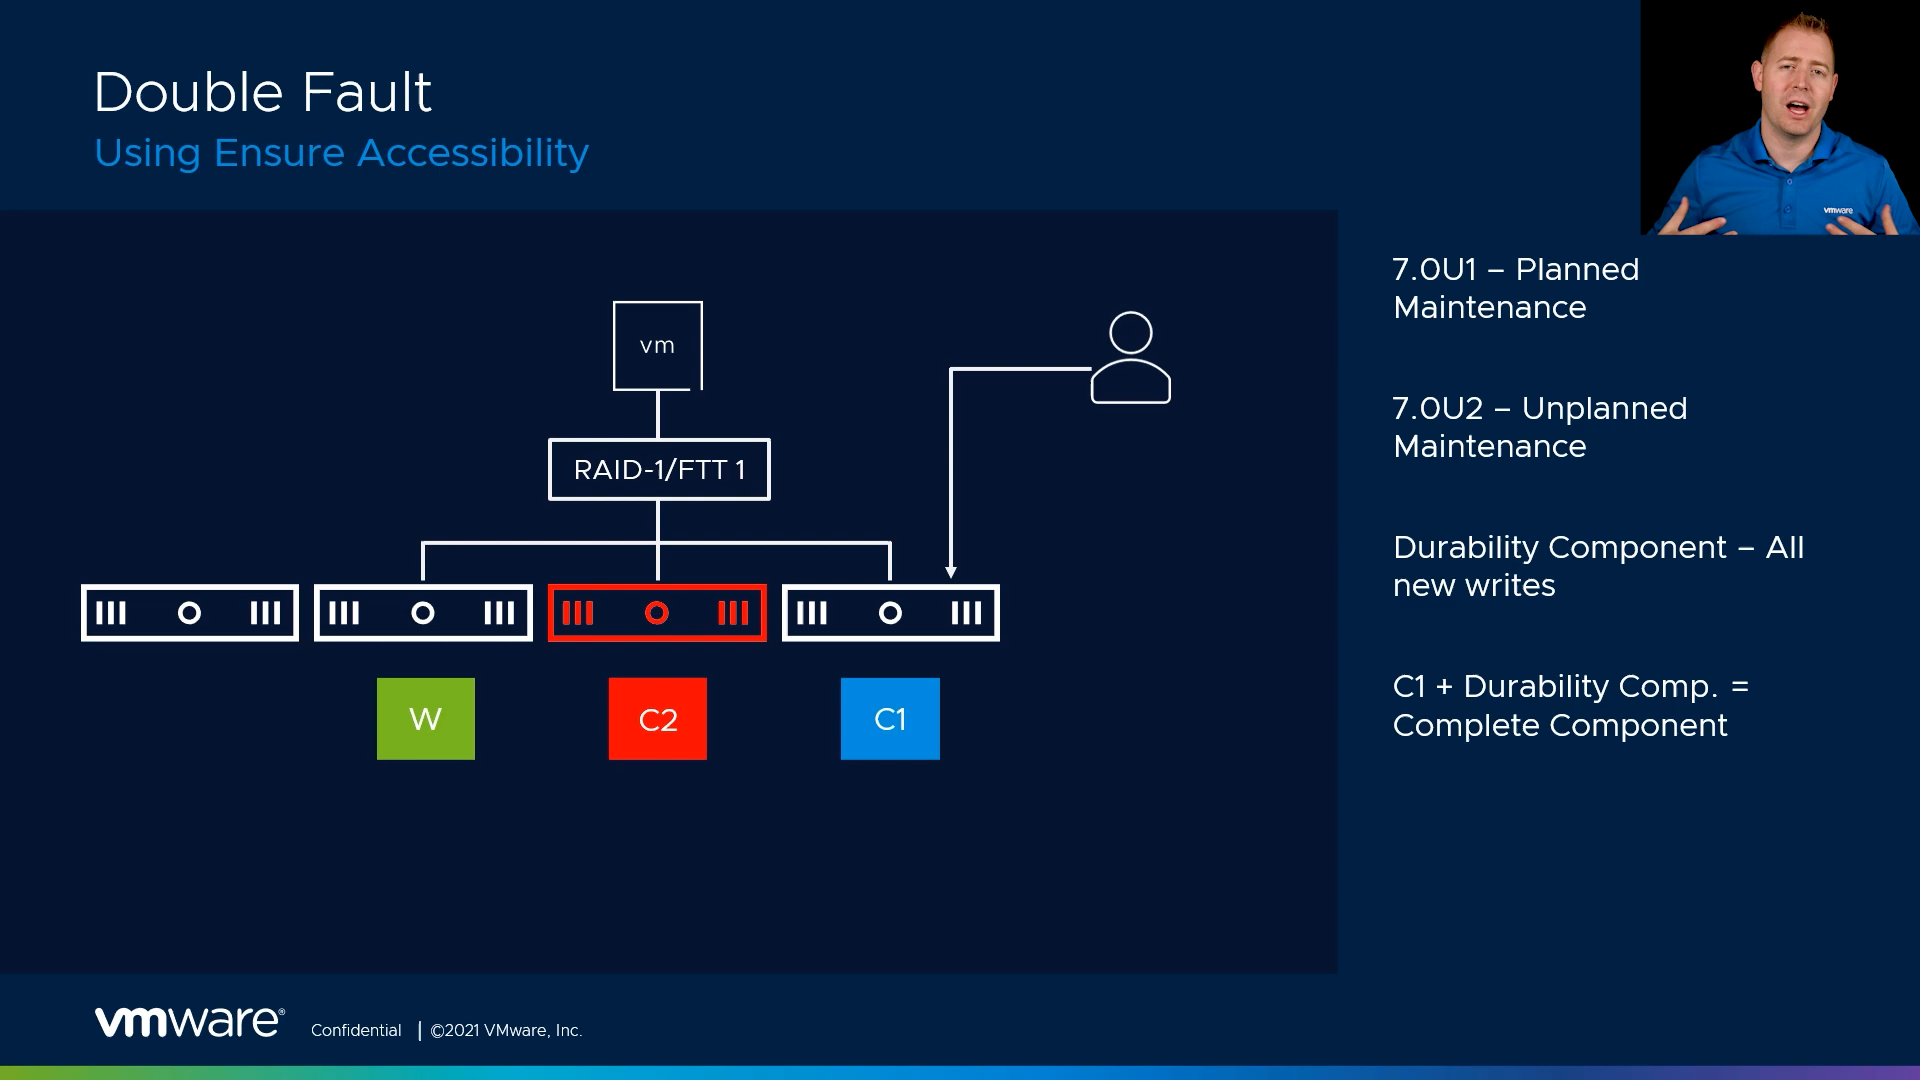 Double Fault
Using Ensure Accessibility
vmware
7.0U1 – Planned
Maintenance
vm
7.0U2 – Unplanned
Maintenance
RAID-1/FTT 1
Durability Component – All
new writes
W
C2
C1
C1 + Durability Comp. =
Complete Component
vmware®
Confidential | ©2021 VMware, Inc.